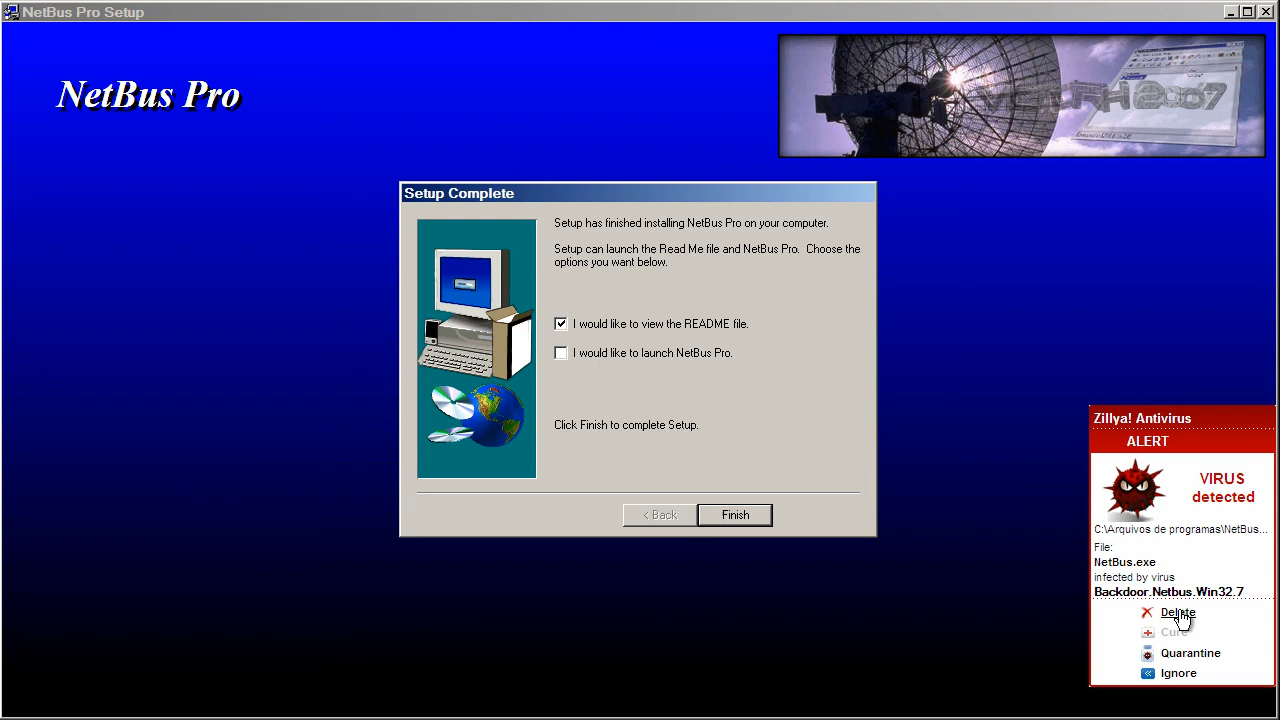 NetBus Pro Setup
NetBus Pro
Setup Complete
Setup has finished installing NetBus Pro on your computer.
Setup can launch the Read Me file and NetBus Pro. Choose the
options you want below.
I would like to view the README file.
I would like to launch NetBus Pro.
Click Finish to complete Setup.
< Back
Finish
Zillya! Antivirus
ALERT
VIRUS
detected
C:\Arquivos de programas\NetBus...
File:
NetBus.exe
infected by virus
Backdoor.Netbus.Win32.7
Delete
Cure
Quarantine
Ignore